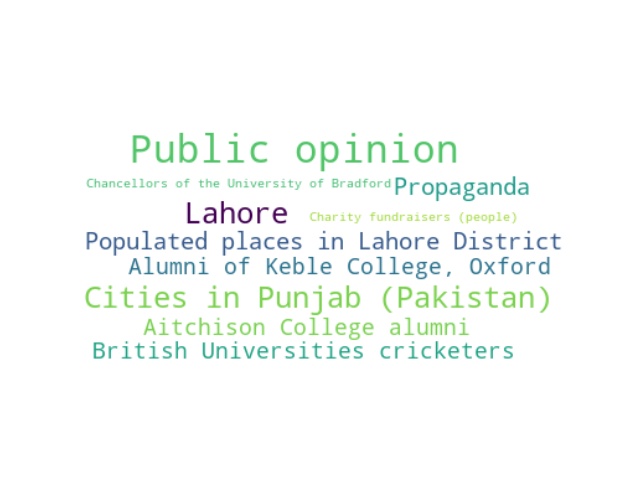 Public opinion
Chancellors of the University of Bradford Propaganda
Lahore Charity fundraisers (people)
Populated places in Lahore District
Alumni of Keble College, Oxford
Cities in Punjab (Pakistan)
Aitchison College alumni
British Universities cricketers